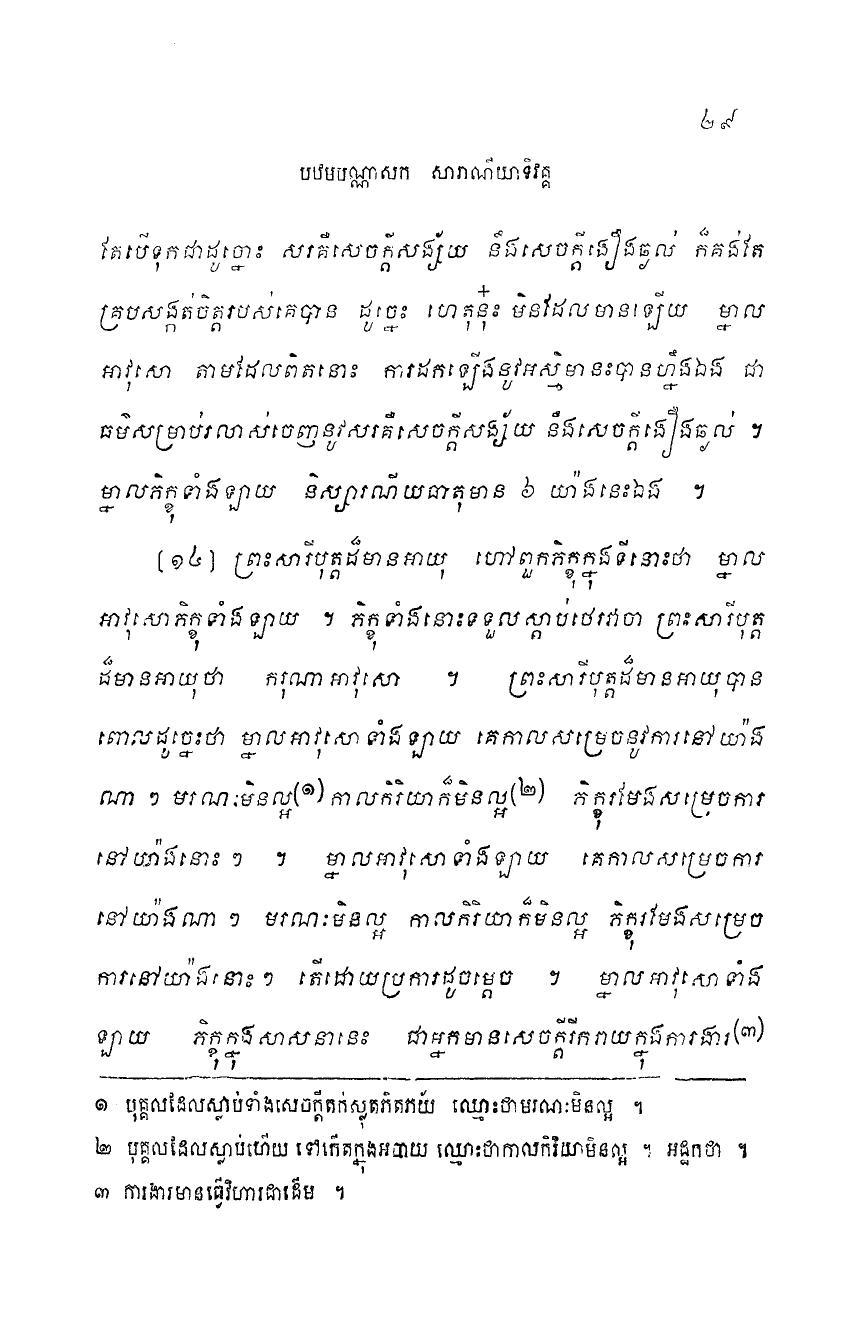 ២៩
បឋមបណ្ណាសក សារាណីយាទិវគ្គ
តែបើទុកជាដូច្នោះ សរគឺសេចក្តីសង្ស័យ នឹងសេចក្តីងឿងឆ្ងល់ ក៏គង់តែ
គ្របសង្កត់ចិត្តរបស់គេបាន ដូច្នេះ ហេតុនុ៎ះ មិនដែលមានឡើយ ម្នាល
អាវុសោ តាមដែលពិតនោះ ការដកឡើងនូវអស្មិមានះបានហ្នឹងឯង ជា
ធម៌សម្រាប់រលាស់ចេញនូវសរគឺសេចក្តីសង្ស័យ នឹងសេចក្តីងឿងឆ្ងល់ ។
ម្នាលភិក្ខុទាំងឡាយ និស្សារណីយធាតុមាន ៦ យ៉ាងនេះឯង ។
[១៤] ព្រះសារីបុត្តដ៏មានអាយុ ហៅពួកភិក្ខុក្នុងទីនោះថា ម្នាល
អាវុសោភិក្ខុទាំងឡាយ ។ ភិក្ខុទាំងនោះទទួលស្តាប់ថេរវាចា ព្រះសារីបុត្ត
ដ៏មានអាយុថា ករុណាអាវុសោ ។ ព្រះសារីបុត្តដ៏មានអាយុបាន
ពោលដូច្នេះថា ម្នាលអាវុសោទាំងឡាយ គេកាលសម្រេចនូវការនៅយ៉ាង
ណា ៗ មរណៈមិនល្អ(១) កាលកិរិយាក៏មិនល្អ(២) ភិក្ខុរមែងសម្រេចការ
នៅយ៉ាងនោះ ៗ ។ ម្នាលអាវុសោទាំងឡាយ គេកាលសម្រេចការ
នៅយ៉ាងណា ៗ មរណៈមិនល្អ កាលកិរិយាក៏មិនល្អ ភិក្ខុរមែងសម្រេច
ការនៅយ៉ាងនោះ ៗ តើដោយប្រការដូចម្តេច ។ ម្នាលអាវុសោទាំង
ឡាយ ភិក្ខុក្នុងសាសនានេះ ជាអ្នកមានសេចក្តីរីករាយក្នុងការងារ(៣)
១ បុគ្គលដែលស្លាប់ទាំងសេចក្តីតក់ស្លុតភិតភ័យ ឈ្មោះថាមរណៈមិនល្អ ។
២ បុគ្គលដែលស្លាប់ហើយ ទៅកើតក្នុងអបាយ ឈ្មោះថាកាលកិរិយាមិនល្អ ។ អដ្ឋកថា ។
៣ ការងារមានធ្វើវិហារជាដើម ។